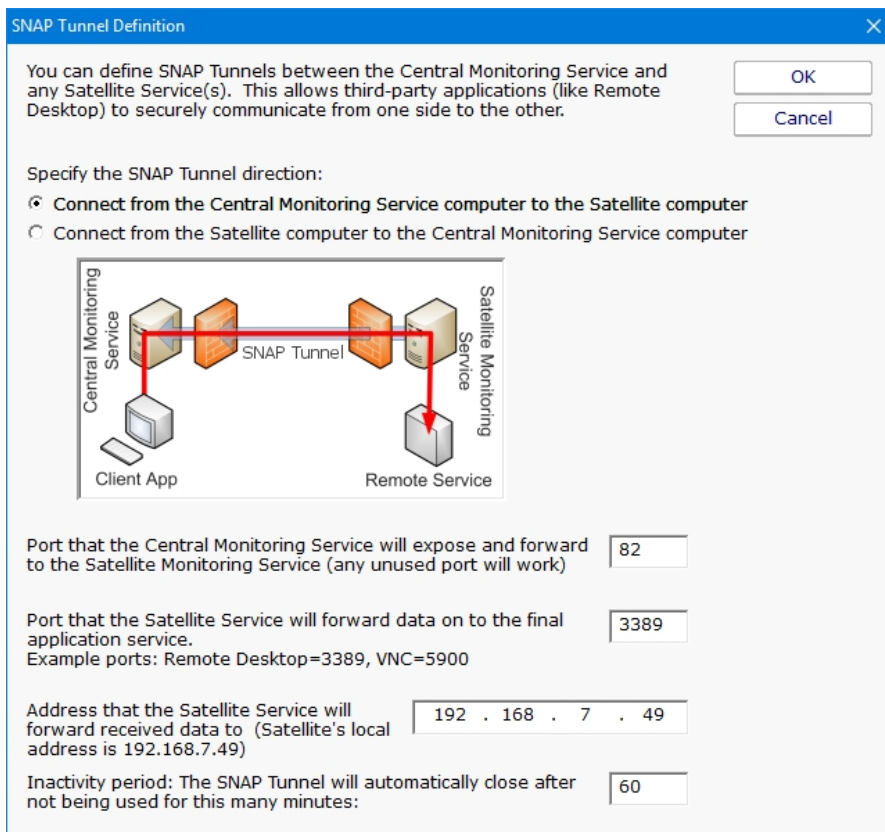 SNAP Tunnel Definition
You can define SNAP Tunnels between the Central Monitoring Service and
any Satellite Service(s). This allows third-party applications (like Remote
Desktop) to securely communicate from one side to the other.
OK
Cancel
Specify the SNAP Tunnel direction:
Connect from the Central Monitoring Service computer to the Satellite computer
Connect from the Satellite computer to the Central Monitoring Service computer
Central Monitoring
Service
SNAP Tunnel
Satellite Monitoring
Service
Client App
Remote Service
Port that the Central Monitoring Service will expose and forward
to the Satellite Monitoring Service (any unused port will work)
82
Port that the Satellite Service will forward data on to the final
application service.
Example ports: Remote Desktop=3389, VNC=5900
3389
Address that the Satellite Service will
forward received data to (Satellite's local
address is 192.168.7.49)
192 . 168 . 7 . 49
Inactivity period: The SNAP Tunnel will automatically close after
not being used for this many minutes:
60